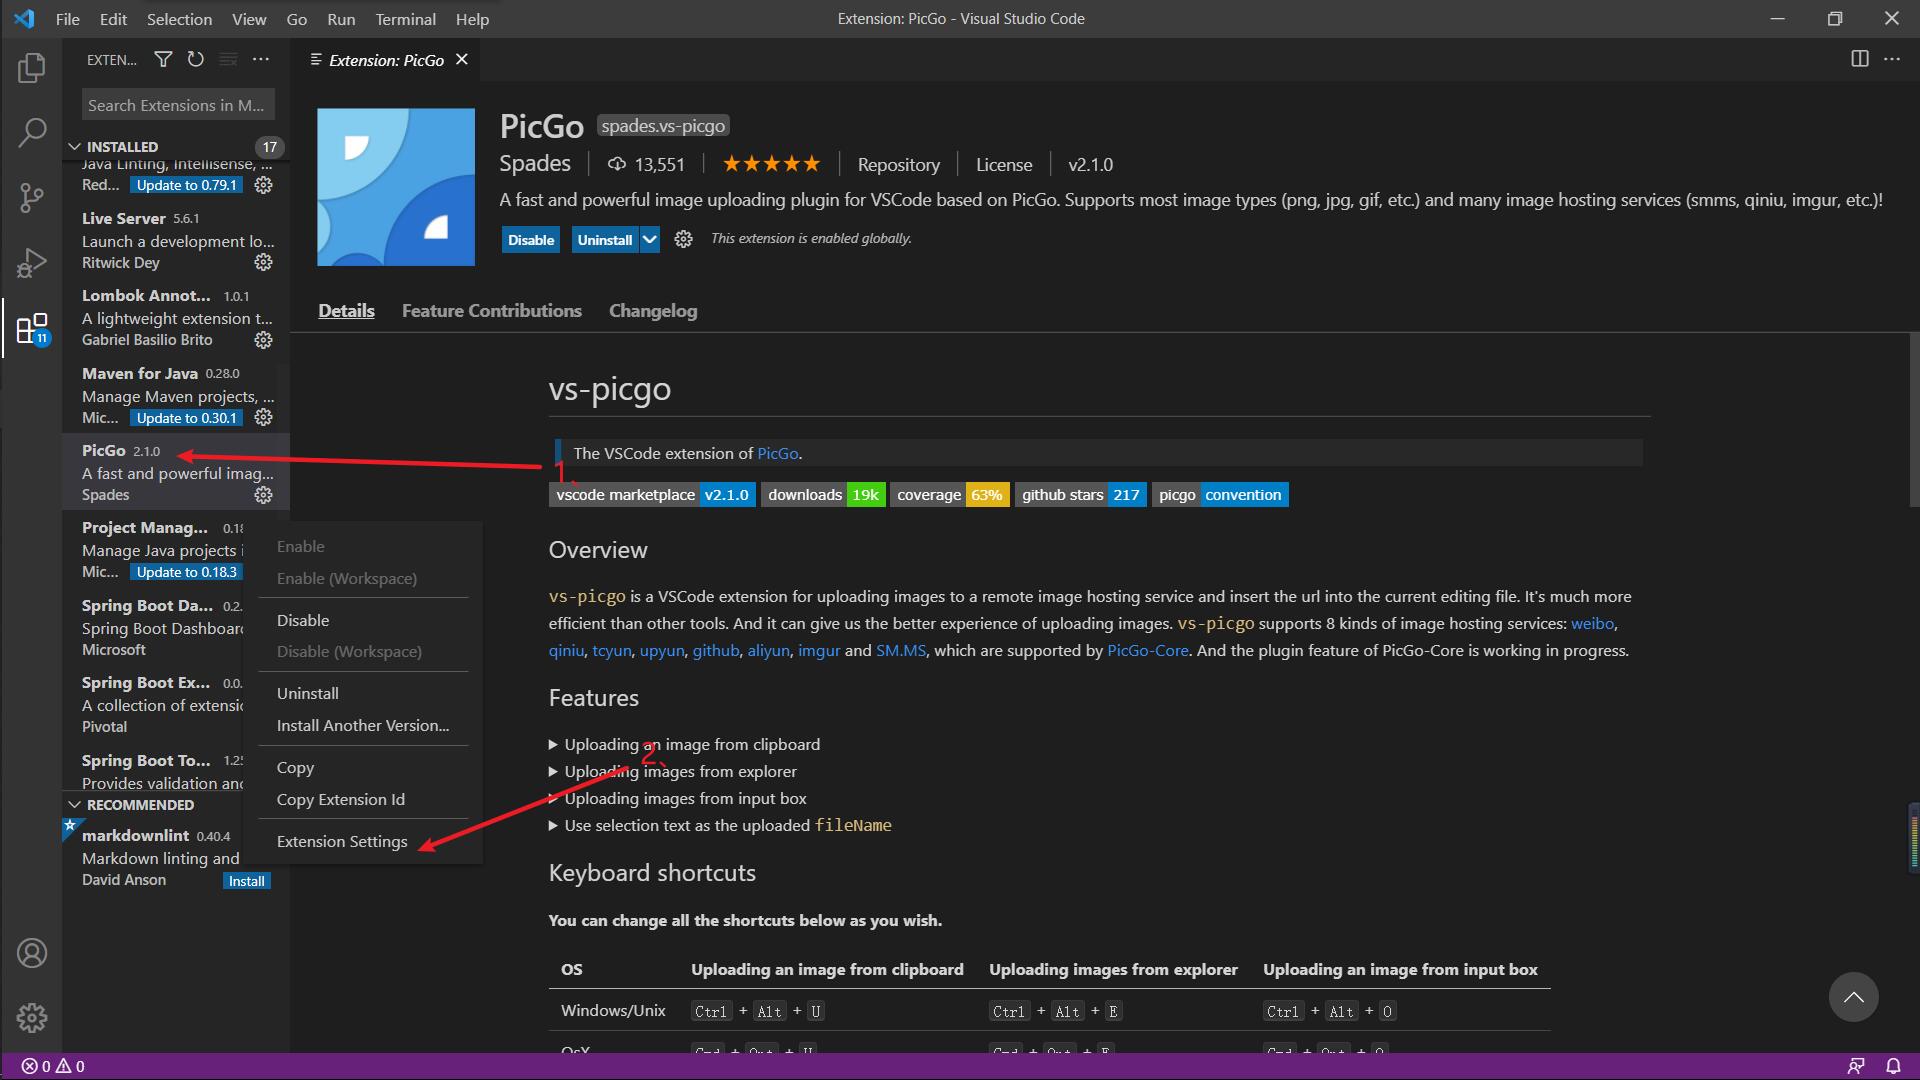 File Edit Selection View Go Run Terminal Help
Extension: PicGo - Visual Studio Code
EXTEN...
Search Extensions in M...
INSTALLED 17
Java Linting, Intellisense, ...
Red... Update to 0.79.1
Live Server 5.6.1
Launch a development lo...
Ritwick Dey
Lombok Annot... 1.0.1
A lightweight extension t...
Gabriel Basilio Brito
11
Maven for Java 0.28.0
Manage Maven projects, ...
Mic... Update to 0.30.1
PicGo 2.1.0
A fast and powerful imag...
Spades
Project Manag... 0.18
Manage Java projects i
Mic... Update to 0.18.3
Spring Boot Da... 0.2.
Spring Boot Dashboard
Microsoft
Spring Boot Ex... 0.0.
A collection of extensio
Pivotal
Spring Boot To... 1.25
Provides validation and
RECOMMENDED
markdownlint 0.40.4
Markdown linting and
David Anson Install
Enable
Enable (Workspace)
Disable
Disable (Workspace)
Uninstall
Install Another Version...
Copy
Copy Extension Id
Extension Settings
Extension: PicGo
PicGo spades.vs-picgo
Spades 13,551 Repository License v2.1.0
A fast and powerful image uploading plugin for VSCode based on PicGo. Supports most image types (png, jpg, gif, etc.) and many image hosting services (smms, qiniu, imgur, etc.)!
Disable Uninstall This extension is enabled globally.
Details Feature Contributions Changelog
vs-picgo
The VSCode extension of PicGo.
1、
vscode marketplace v2.1.0 downloads 19k coverage 63% github stars 217 picgo convention
Overview
vs-picgo is a VSCode extension for uploading images to a remote image hosting service and insert the url into the current editing file. It's much more
efficient than other tools. And it can give us the better experience of uploading images. vs-picgo supports 8 kinds of image hosting services: weibo,
qiniu, tcyun, upyun, github, aliyun, imgur and SM.MS, which are supported by PicGo-Core. And the plugin feature of PicGo-Core is working in progress.
Features
Uploading an image from clipboard
2、
Uploading images from explorer
Uploading images from input box
Use selection text as the uploaded fileName
Keyboard shortcuts
You can change all the shortcuts below as you wish.
OS Uploading an image from clipboard Uploading images from explorer Uploading an image from input box
Windows/Unix Ctrl + Alt + U Ctrl + Alt + E Ctrl + Alt + O
OsX Cmd + Opt + U Cmd + Opt + E Cmd + Opt + O
0 0